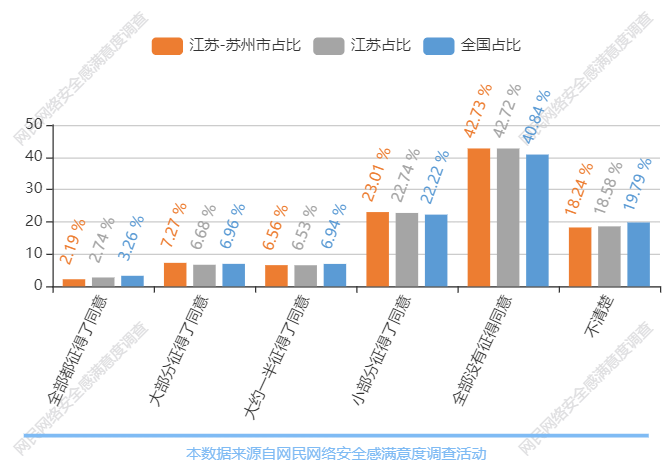 网民网络安全感满意度调查
网民网络安全感满意度调查
江苏-苏州市占比 江苏占比 全国占比
50
40
30
20
10
0
2.19 % 2.74 % 3.26 %
7.27 % 6.68 % 6.96 %
6.56 % 6.53 % 6.94 %
23.01 % 22.74 % 22.22 %
42.73 % 42.72 % 40.84 %
18.24 % 18.58 % 19.79 %
全部都征得了同意
大部分征得了同意
大约一半征得了同意
小部分征得了同意
全部没有征得同意
不清楚
网民网络安全感满意度调查
网民网络安全感满意度调查
本数据来源自网民网络安全感满意度调查活动